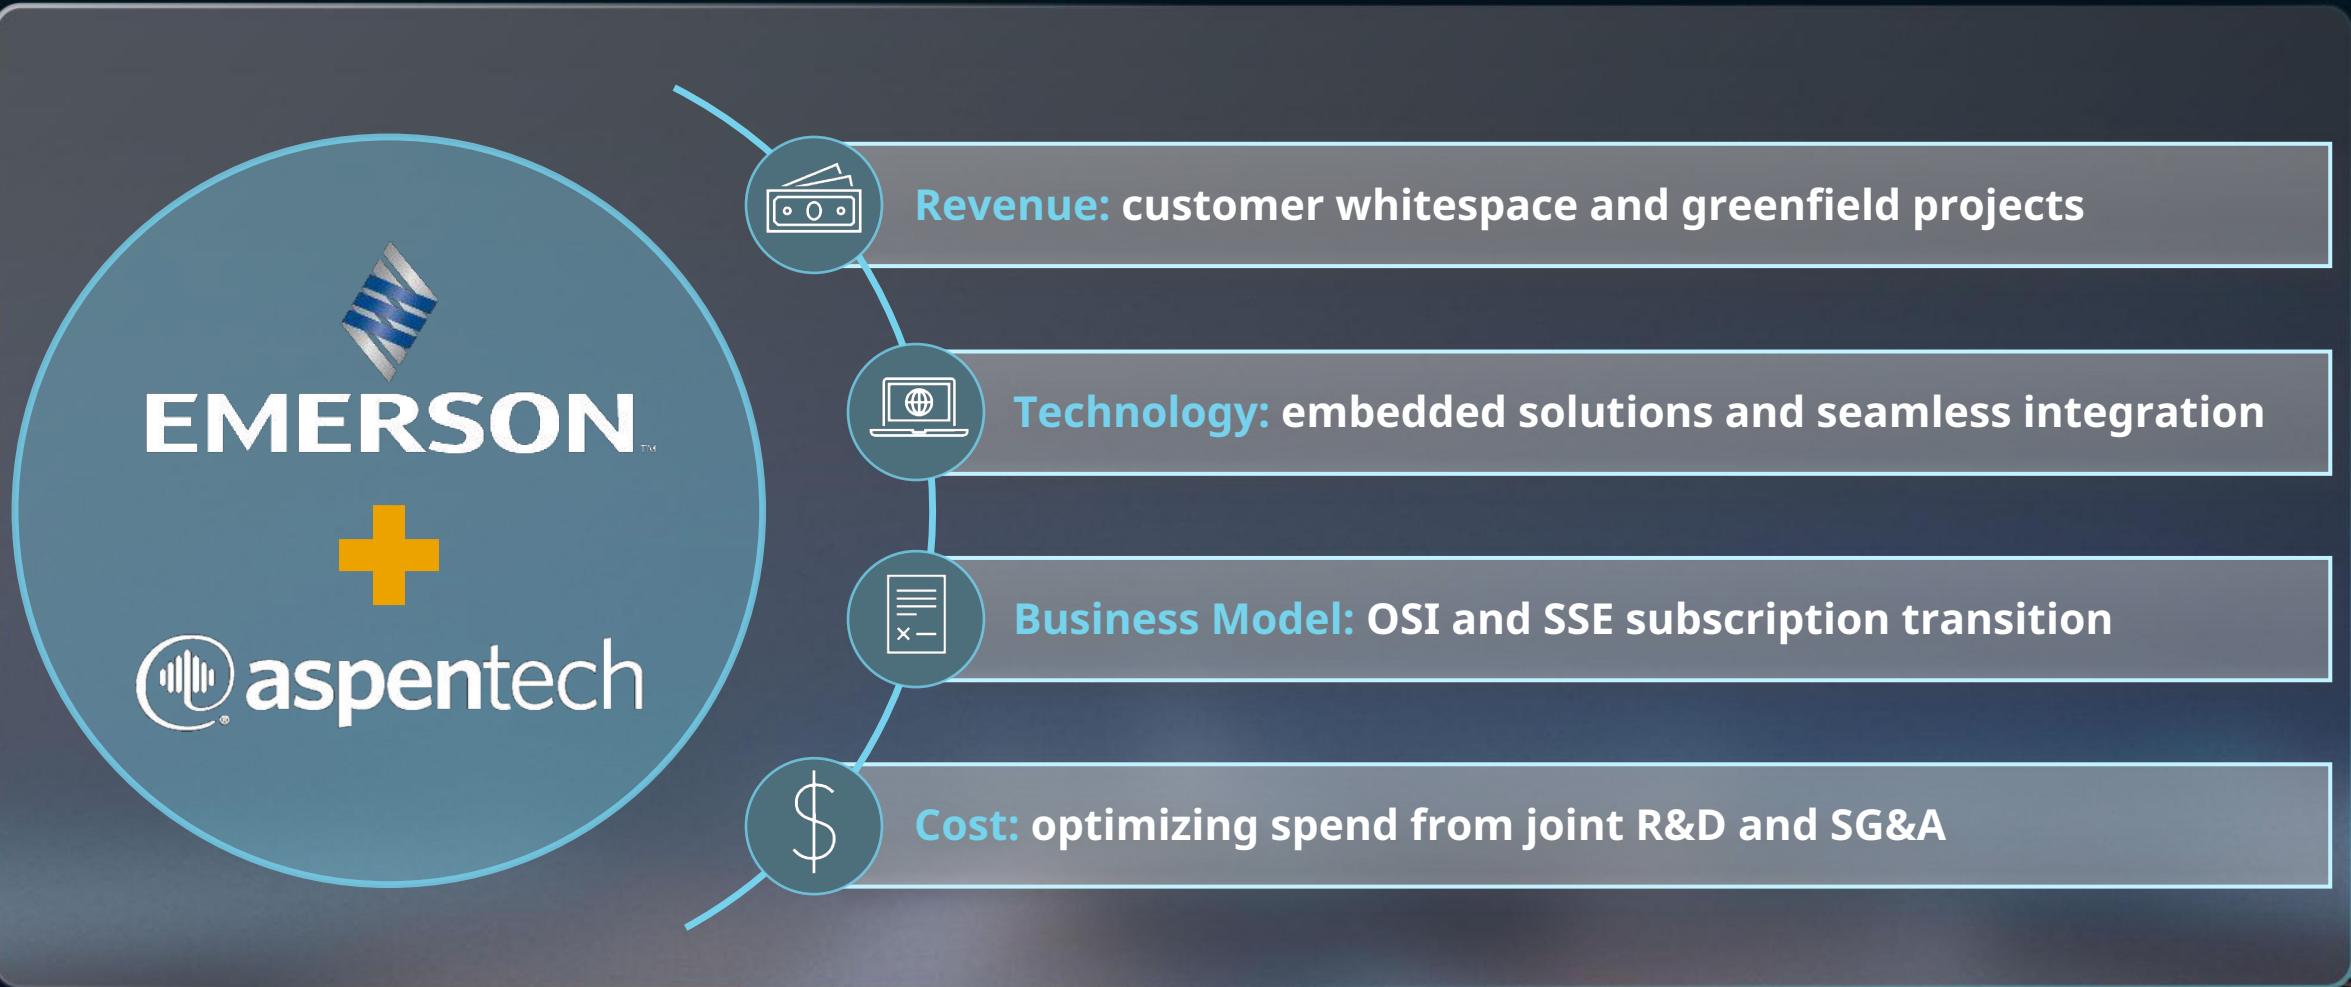 EMERSON™
aspentech®
Revenue: customer whitespace and greenfield projects
Technology: embedded solutions and seamless integration
Business Model: OSI and SSE subscription transition
Cost: optimizing spend from joint R&D and SG&A